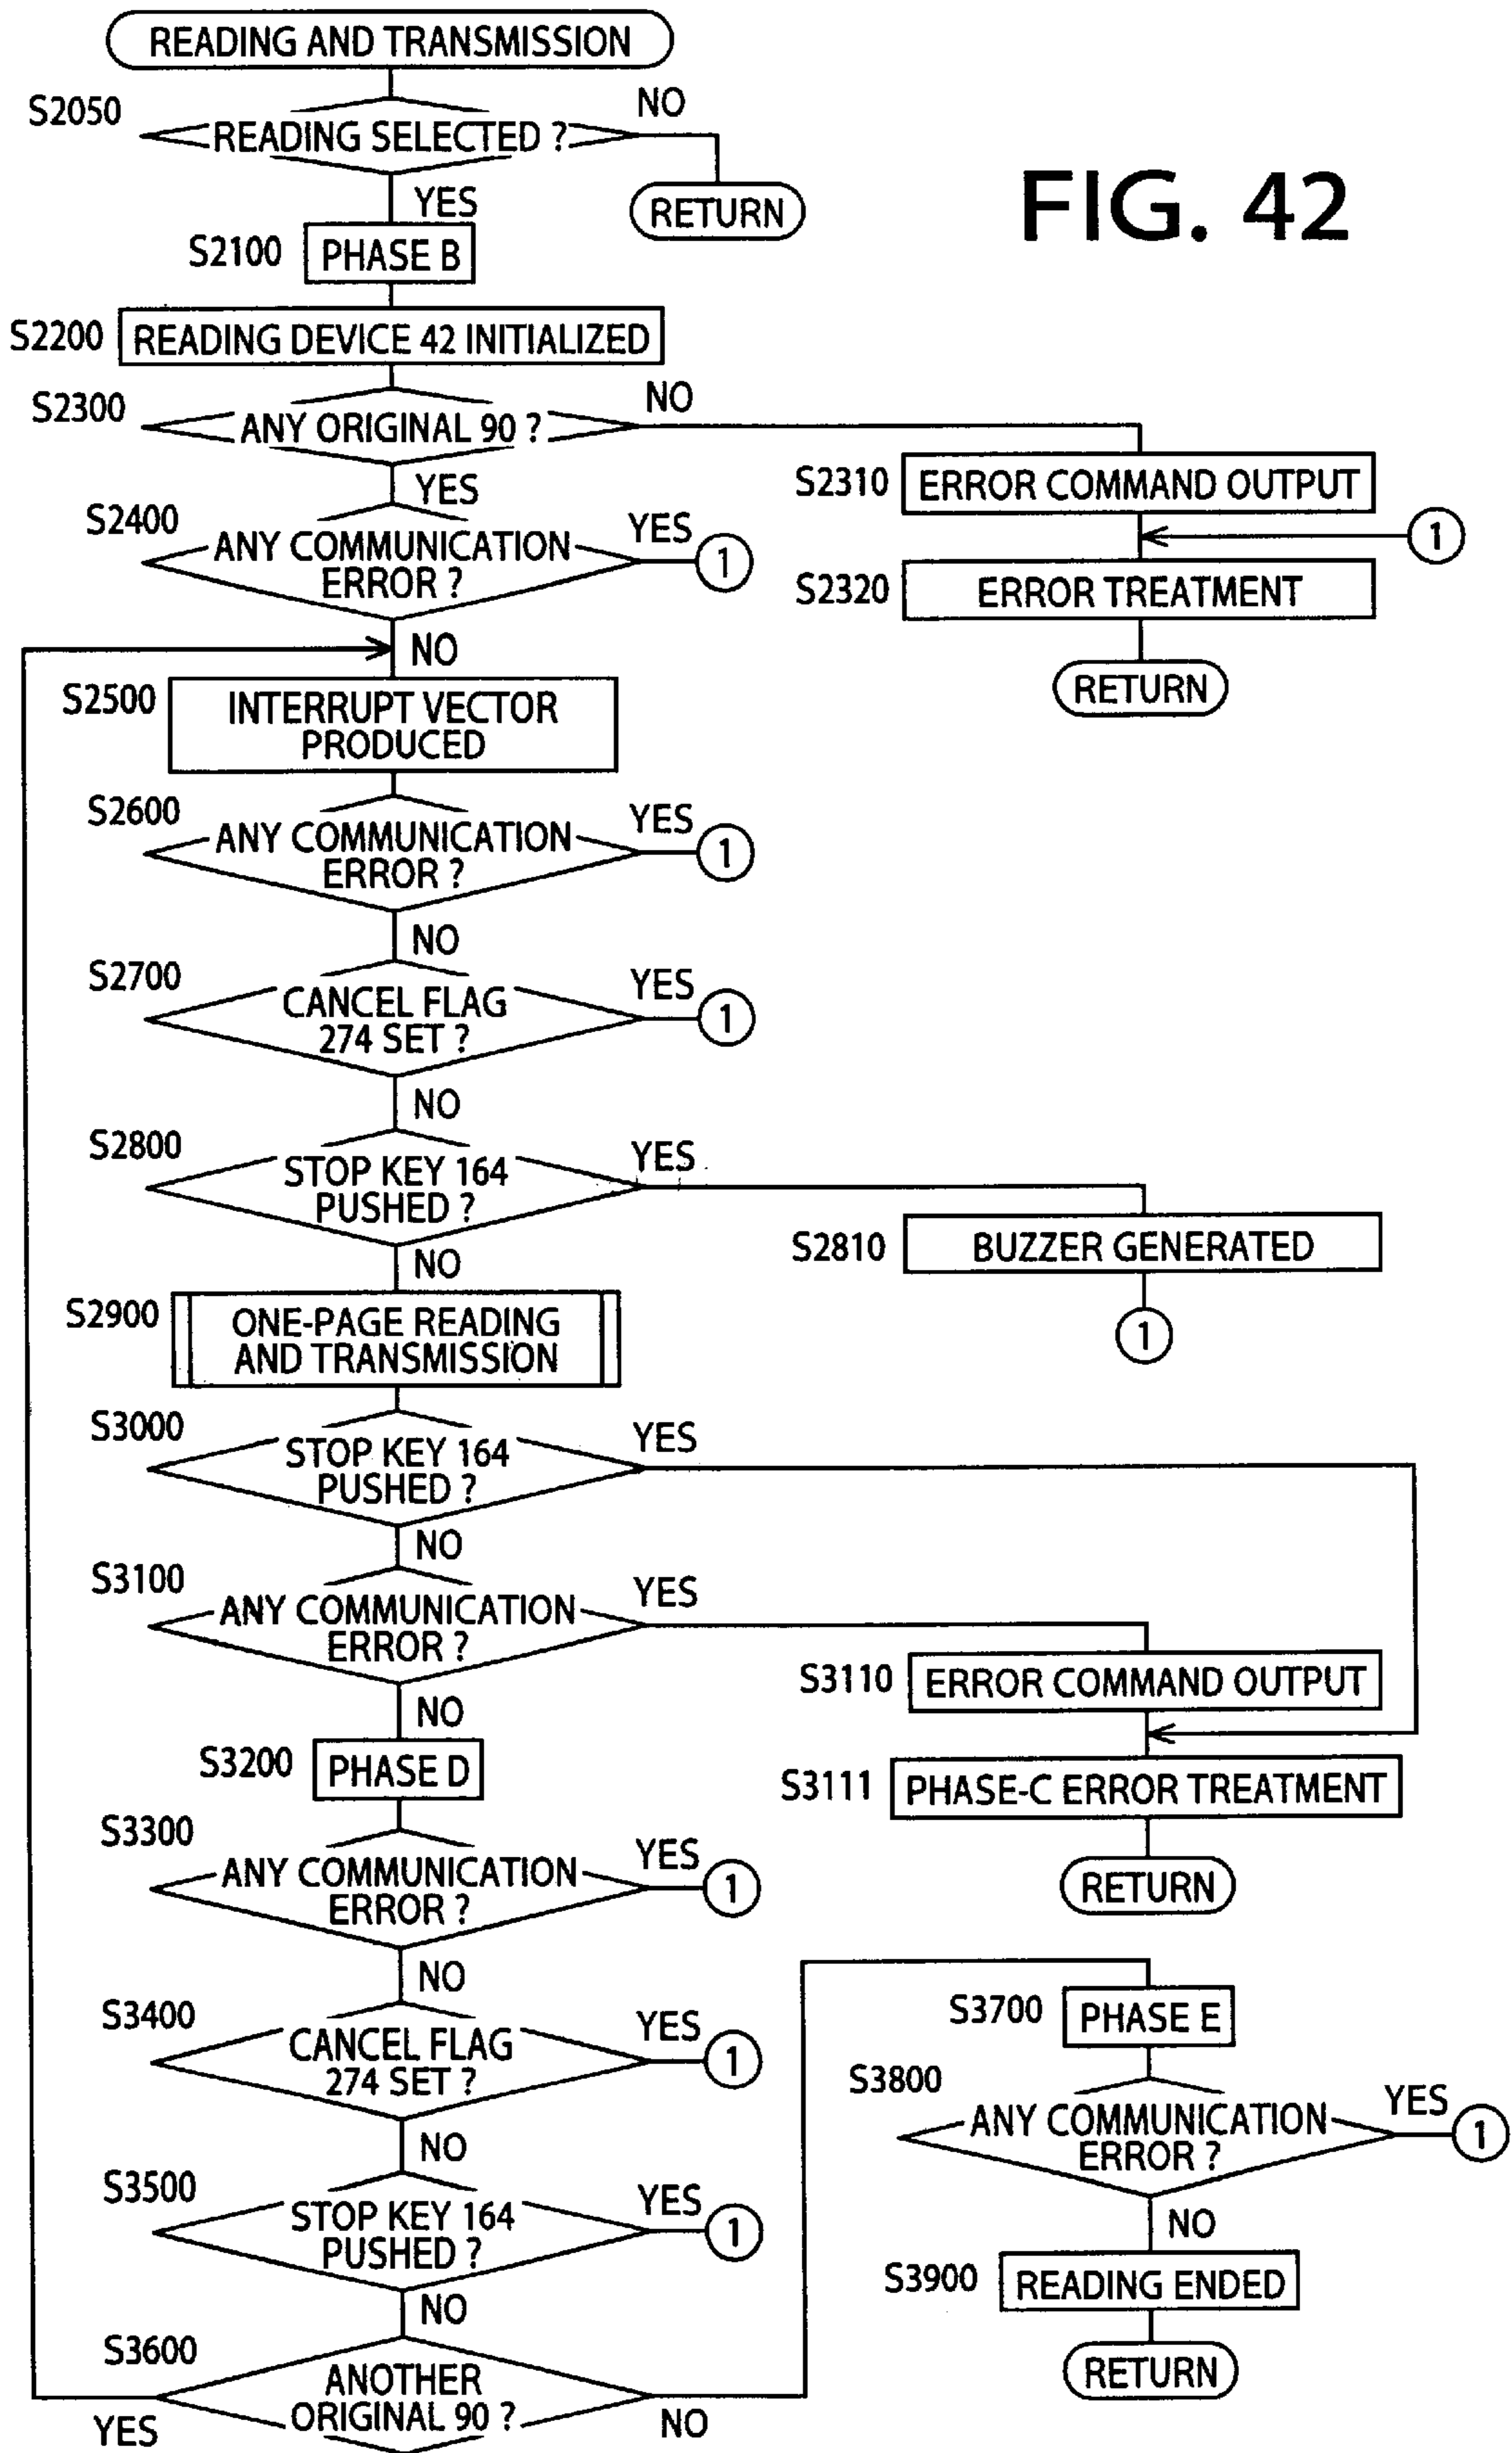 READING AND TRANSMISSION
S2050
READING SELECTED ?
NO
RETURN
YES
FIG. 42
S2100
PHASE B
S2200
READING DEVICE 42 INITIALIZED
S2300
ANY ORIGINAL 90 ?
NO
YES
S2310
ERROR COMMAND OUTPUT
1
S2320
ERROR TREATMENT
RETURN
S2400
ANY COMMUNICATION
ERROR ?
YES
1
NO
S2500
INTERRUPT VECTOR
PRODUCED
S2600
ANY COMMUNICATION
ERROR ?
YES
1
NO
S2700
CANCEL FLAG
274 SET ?
YES
1
NO
S2800
STOP KEY 164
PUSHED ?
YES
S2810
BUZZER GENERATED
1
NO
S2900
ONE-PAGE READING
AND TRANSMISSION
S3000
STOP KEY 164
PUSHED ?
YES
NO
S3100
ANY COMMUNICATION
ERROR ?
YES
S3110
ERROR COMMAND OUTPUT
S3111
PHASE-C ERROR TREATMENT
RETURN
NO
S3200
PHASE D
S3300
ANY COMMUNICATION
ERROR ?
YES
1
NO
S3400
CANCEL FLAG
274 SET ?
YES
1
NO
S3500
STOP KEY 164
PUSHED ?
YES
1
NO
S3600
ANOTHER
ORIGINAL 90 ?
YES
NO
S3700
PHASE E
S3800
ANY COMMUNICATION
ERROR ?
YES
1
NO
S3900
READING ENDED
RETURN